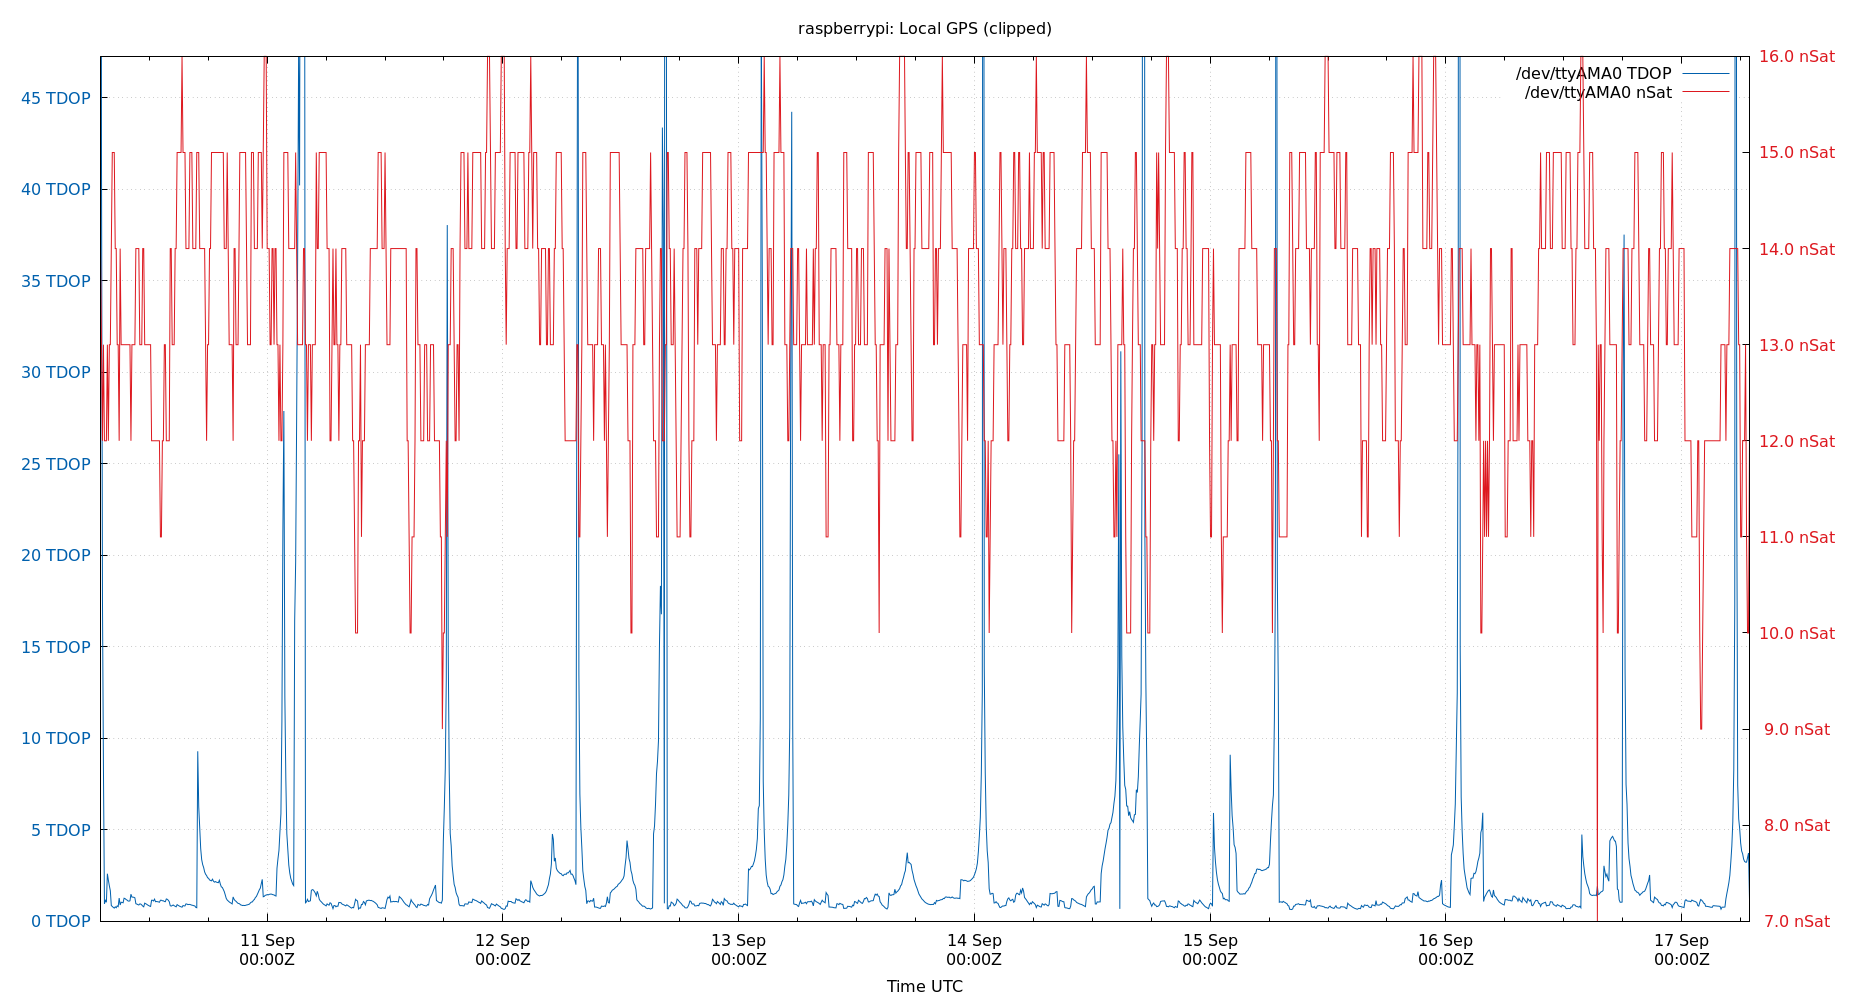 raspberrypi: Local GPS (clipped)
/dev/ttyAMA0 TDOP
/dev/ttyAMA0 nSat
45 TDOP
40 TDOP
35 TDOP
30 TDOP
25 TDOP
20 TDOP
15 TDOP
10 TDOP
5 TDOP
0 TDOP
16.0 nSat
15.0 nSat
14.0 nSat
13.0 nSat
12.0 nSat
11.0 nSat
10.0 nSat
9.0 nSat
8.0 nSat
7.0 nSat
11 Sep
00:00Z
12 Sep
00:00Z
13 Sep
00:00Z
14 Sep
00:00Z
15 Sep
00:00Z
16 Sep
00:00Z
17 Sep
00:00Z
Time UTC